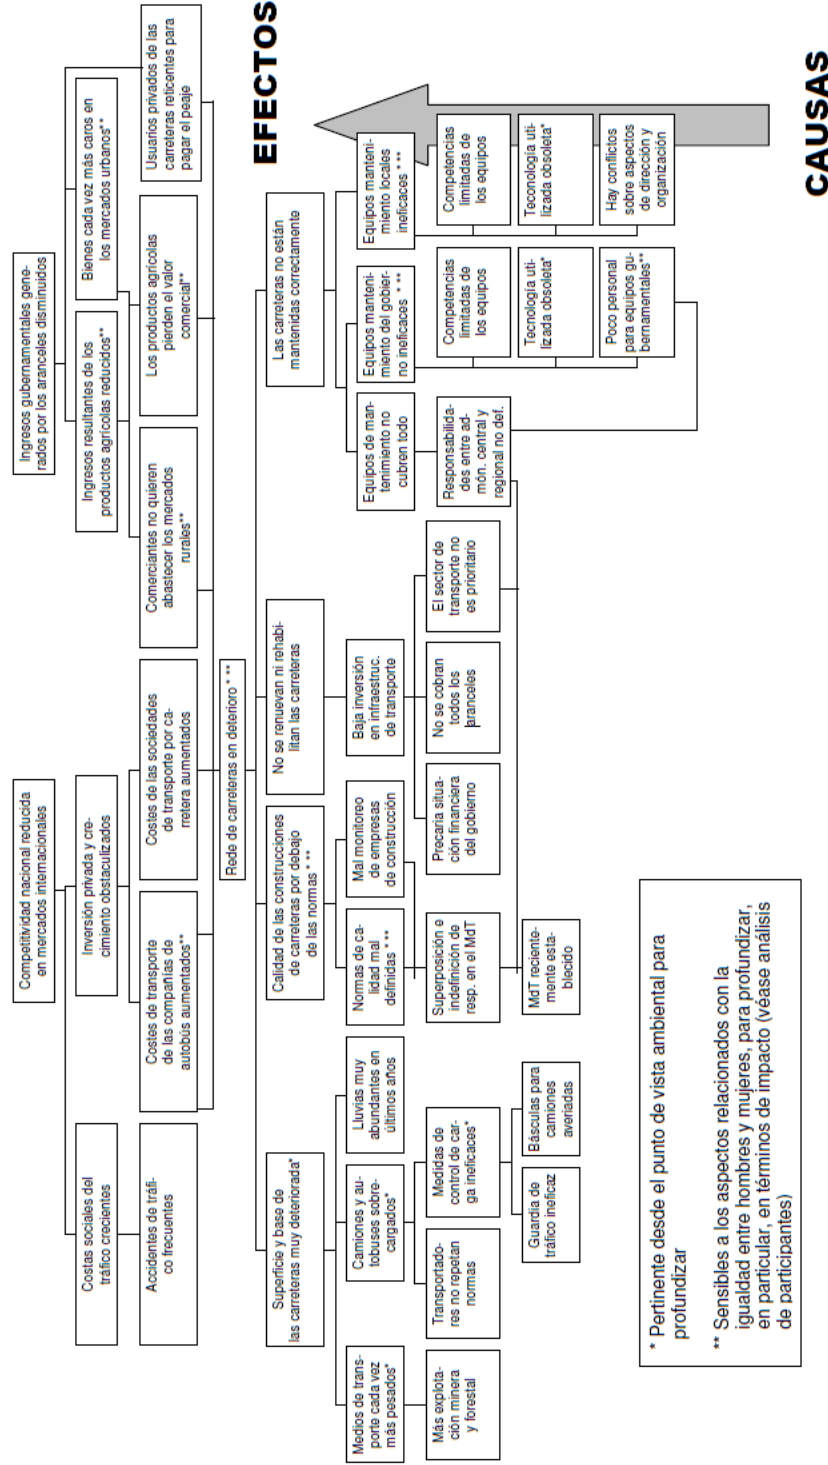 Competitividad nacional reducida
en mercados internacionales
Ingresos gubernamentales gene-
rados por los aranceles disminuidos
Costas sociales del
tráfico crecientes
Inversión privada y cre-
cimiento obstaculizados
Ingresos resultantes de los
productos agrícolas reducidos**
Bienes cada vez más caros en
los mercados urbanos**
Accidentes de tráfi-
co frecuentes
Costes de transporte
de las compañías de
autobús aumentados**
Costes de las sociedades
de transporte por ca-
rretera aumentados
Comerciantes no quieren
abastecer los mercados
rurales**
Los productos agrícolas
pierden el valor
comercial**
Usuarios privados de las
carreteras reticentes para
pagar el peaje
Rede de carreteras en deterioro * **
EFECTOS
Superficie y base de
las carreteras muy deteriorada*
Calidad de las construcciones
de carreteras por debajo
de las normas * **
No se renuevan ni rehabi-
litan las carreteras
Las carreteras no están
mantenidas correctamente
Medios de trans-
porte cada vez
más pesados*
Camiones y au-
tobuses sobre-
cargados*
Lluvias muy
abundantes en
últimos años
Normas de ca-
lidad mal
definidas * **
Mal monitoreo
de empresas
de construcción
Baja inversión
en infraestruc.
de transporte
Equipos de man-
tenimiento no
cubren todo
Equipos manteni-
miento del gobier-
no ineficaces * **
Equipos manteni-
miento locales
ineficaces * **
Más explota-
ción minera
y forestal
Transportado-
res no repetan
normas
Medidas de
control de car-
ga ineficaces*
Superposición e
indefinición de
resp. en el MdT
Precaria situa-
ción financiera
del gobierno
No se cobran
todos los
aranceles
El sector de
transporte no
es prioritario
Responsabilida-
des entre ad-
món. central y
regional no def.
Competencias
limitadas de
los equipos
Competencias
limitadas de
los equipos
Guardia de
tráfico ineficaz
Básculas para
camiones
averiadas
MdT reciente-
mente esta-
blecido
Tecnología uti-
lizada obsoleta*
Teconología uti-
lizada obsoleta*
Poco personal
para equipos gu-
bernamentales**
Hay conflictos
sobre aspectos
de dirección y
organización
* Pertinente desde el punto de vista ambiental para
profundizar
** Sensibles a los aspectos relacionados con la
igualdad entre hombres y mujeres, para profundizar,
en particular, en términos de impacto (véase análisis
de participantes)
CAUSAS